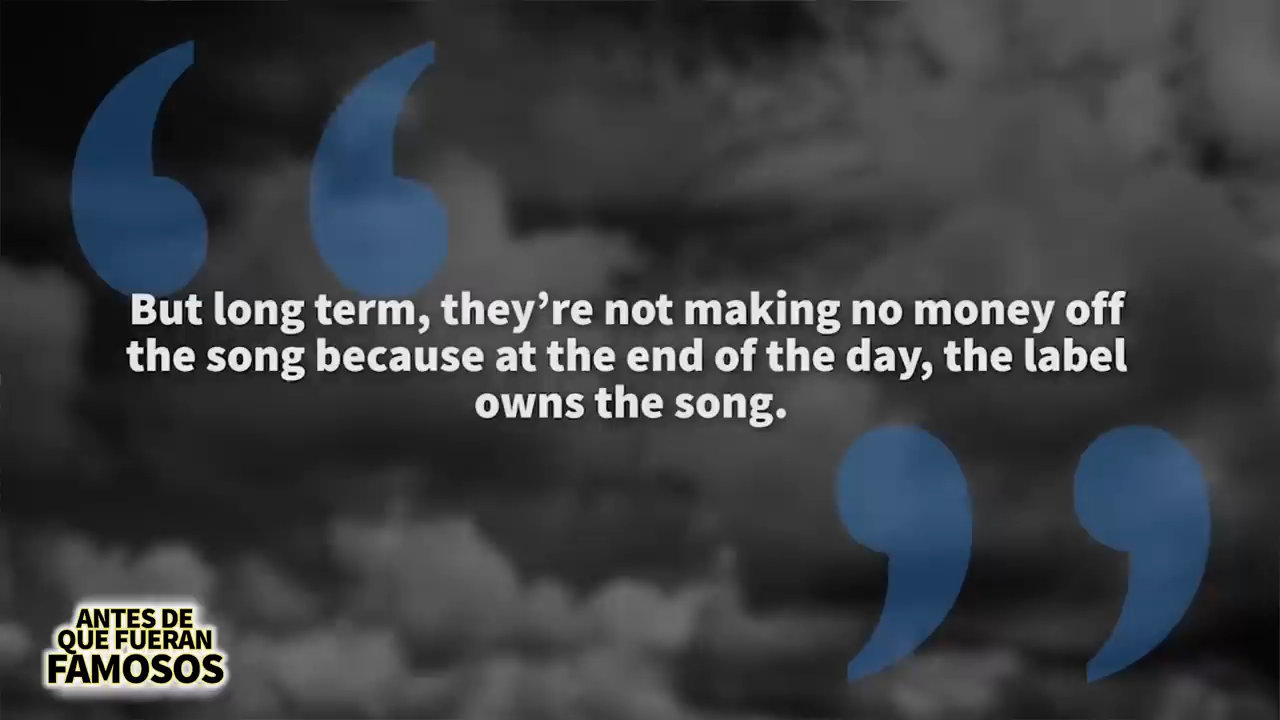 But long term, they’re not making no money off
the song because at the end of the day, the label
owns the song.
ANTES DE
QUE FUERAN
FAMOSOS